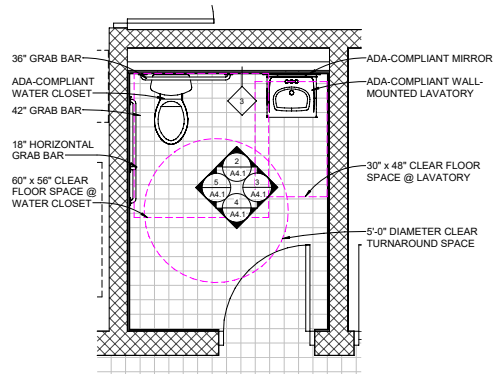 36" GRAB BAR
ADA-COMPLIANT
WATER CLOSET
42" GRAB BAR
18" HORIZONTAL
GRAB BAR
60" x 56" CLEAR
FLOOR SPACE @
WATER CLOSET
3
2
A4.1
5
A4.1
3
A4.1
4
A4.1
ADA-COMPLIANT MIRROR
ADA-COMPLIANT WALL-
MOUNTED LAVATORY
30" x 48" CLEAR FLOOR
SPACE @ LAVATORY
5'-0" DIAMETER CLEAR
TURNAROUND SPACE